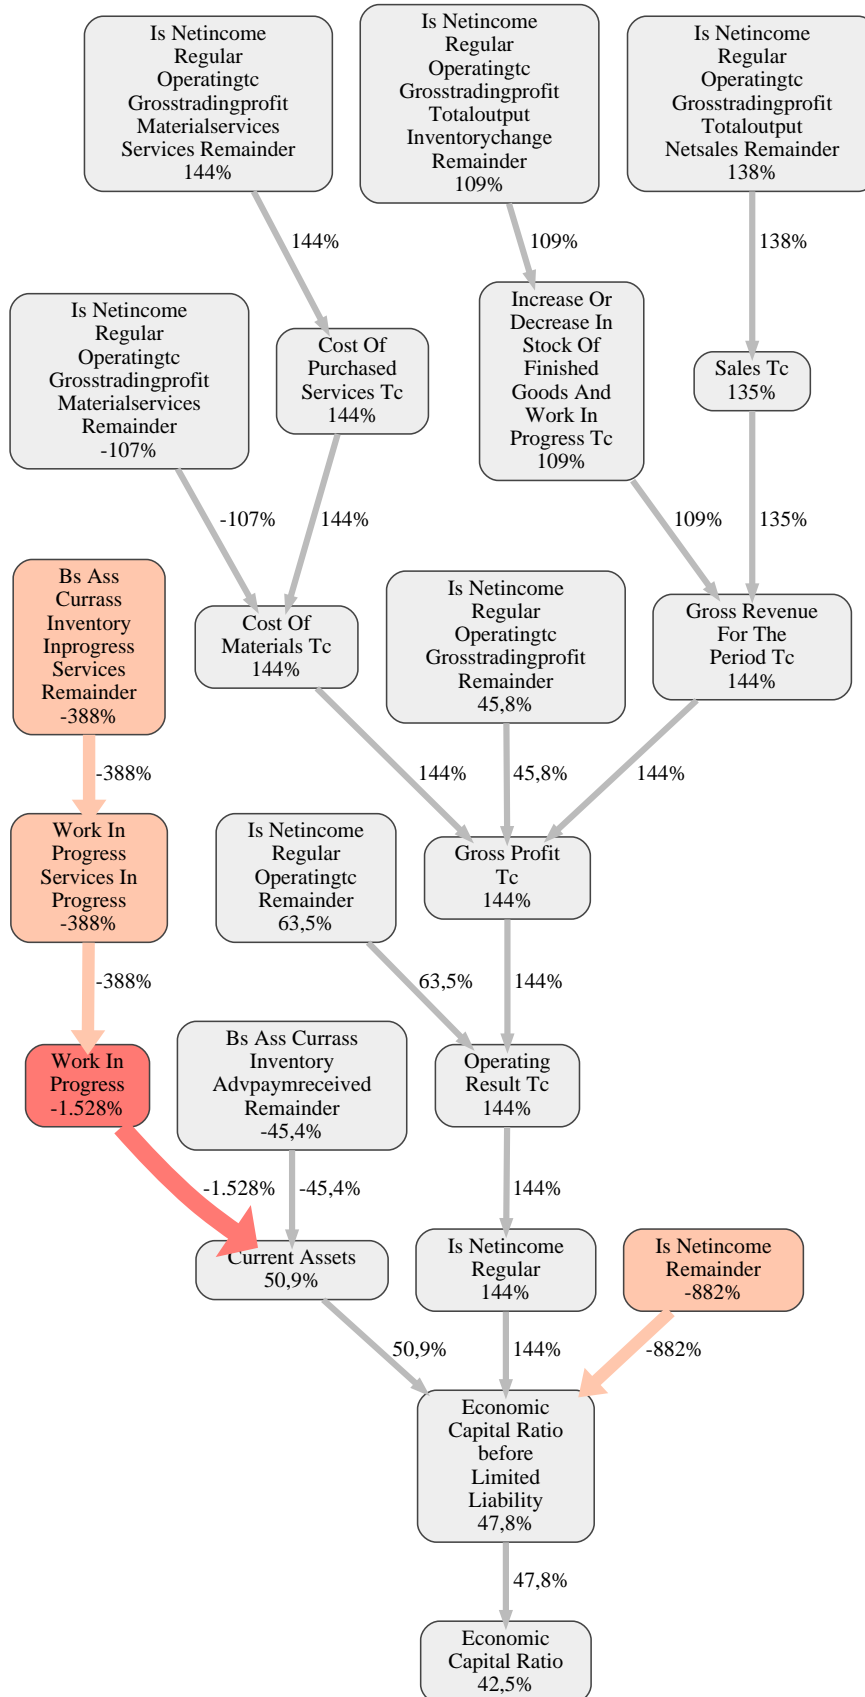 Is Netincome
Regular
Operatingtc
Grosstradingprofit
Materialservices
Services Remainder
144%
Is Netincome
Regular
Operatingtc
Grosstradingprofit
Totaloutput
Inventorychange
Remainder
109%
Is Netincome
Regular
Operatingtc
Grosstradingprofit
Totaloutput
Netsales Remainder
138%
144%
109%
138%
Is Netincome
Regular
Operatingtc
Grosstradingprofit
Materialservices
Remainder
-107%
Cost Of
Purchased
Services Tc
144%
Increase Or
Decrease In
Stock Of
Finished
Goods And
Work In
Progress Tc
109%
Sales Tc
135%
-107%
144%
109%
135%
Bs Ass
Currass
Inventory
Inprogress
Services
Remainder
-388%
Cost Of
Materials Tc
144%
Is Netincome
Regular
Operatingtc
Grosstradingprofit
Remainder
45,8%
Gross Revenue
For The
Period Tc
144%
-388%
144%
45,8%
144%
Work In
Progress
Services In
Progress
-388%
Is Netincome
Regular
Operatingtc
Remainder
63,5%
Gross Profit
Tc
144%
-388%
63,5%
144%
Work In
Progress
-1.528%
Bs Ass Currass
Inventory
Advpaymreceived
Remainder
-45,4%
Operating
Result Tc
144%
-1.528%
-45,4%
144%
Current Assets
50,9%
Is Netincome
Regular
144%
Is Netincome
Remainder
-882%
50,9%
144%
-882%
Economic
Capital Ratio
before
Limited
Liability
47,8%
47,8%
Economic
Capital Ratio
42,5%